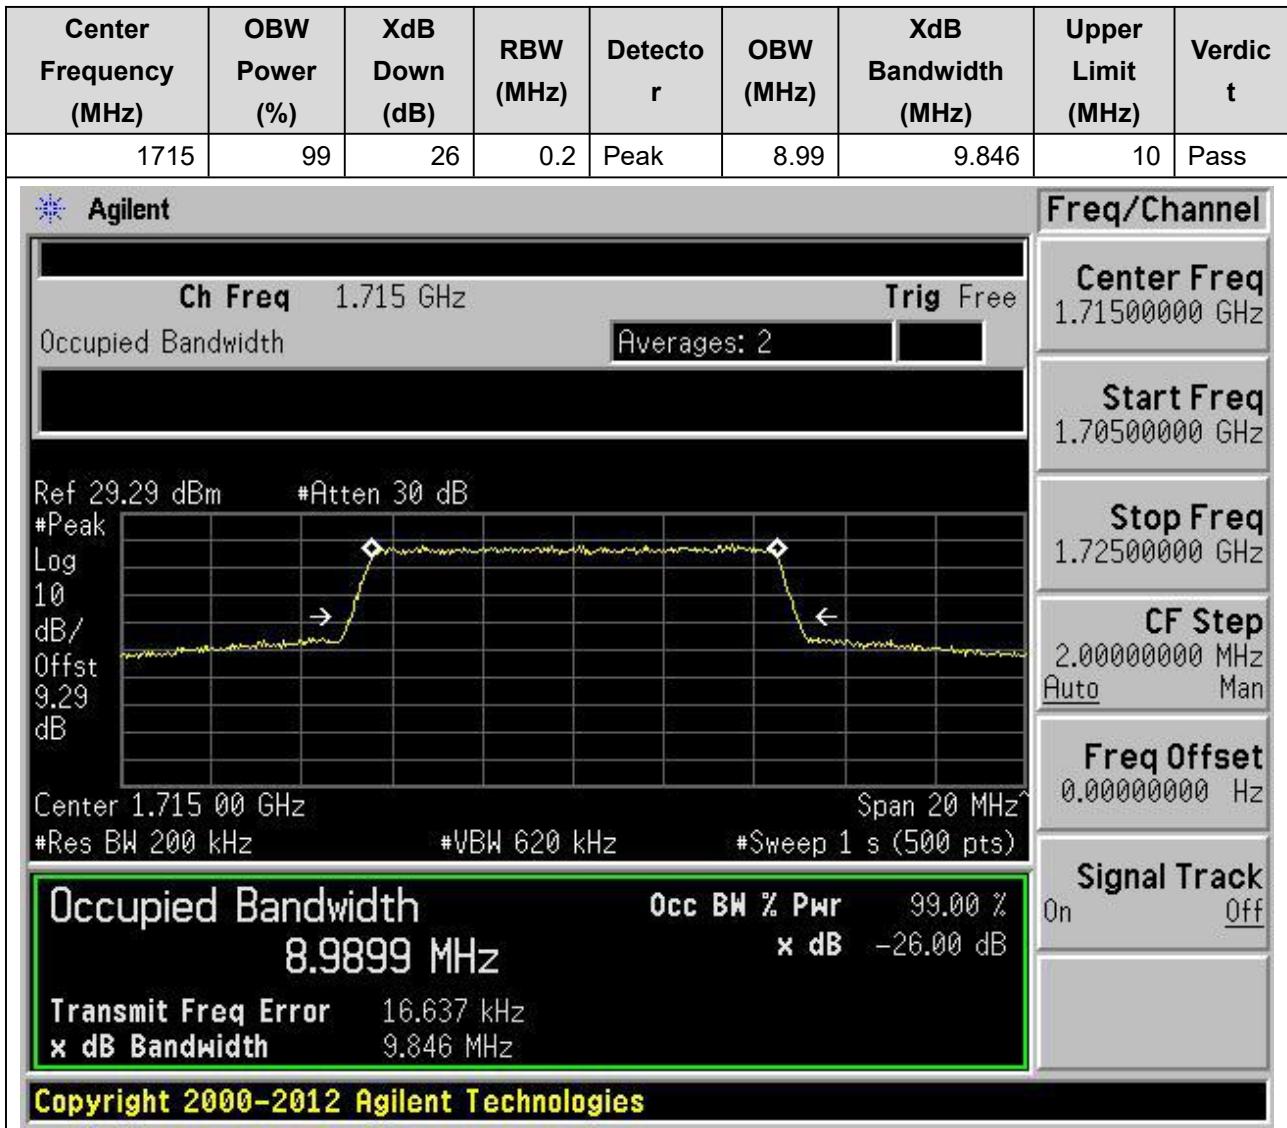 Center Frequency (MHz) OBW Power (%) XdB Down (dB) RBW (MHz) Detecto r OBW (MHz) XdB Bandwidth (MHz) Upper Limit (MHz) Verdic t
1715 99 26 0.2 Peak 8.99 9.846 10 Pass
Agilent
Freq/Channel
Ch Freq 1.715 GHz Trig Free
Occupied Bandwidth Averages: 2
Ref 29.29 dBm #Atten 30 dB
#Peak
Log
10
dB/
Offst
9.29
dB
Center 1.715 00 GHz Span 20 MHz^
#Res BW 200 kHz #VBW 620 kHz #Sweep 1 s (500 pts)
Occupied Bandwidth Occ BW % Pwr 99.00 %
8.9899 MHz x dB -26.00 dB
Transmit Freq Error 16.637 kHz
x dB Bandwidth 9.846 MHz
Copyright 2000-2012 Agilent Technologies
Center Freq
1.71500000 GHz
Start Freq
1.70500000 GHz
Stop Freq
1.72500000 GHz
CF Step
2.00000000 MHz
Auto Man
Freq Offset
0.00000000 Hz
Signal Track
On Off